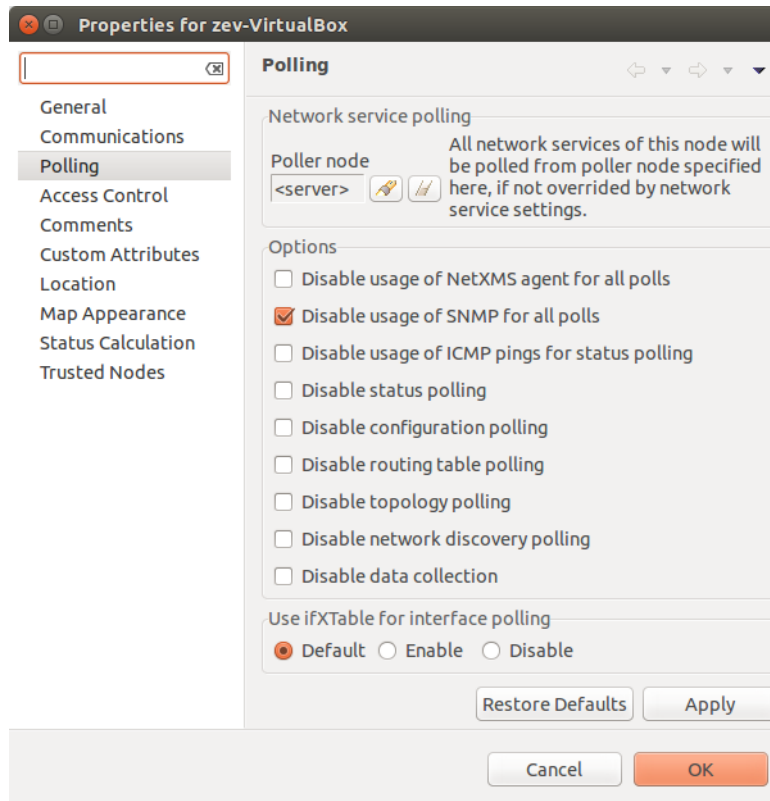 Properties for zev-VirtualBox
Polling
General
Communications
Polling
Access Control
Comments
Custom Attributes
Location
Map Appearance
Status Calculation
Trusted Nodes
Network service polling
Poller node
<server>
All network services of this node will
be polled from poller node specified
here, if not overrided by network
service settings.
Options
Disable usage of NetXMS agent for all polls
Disable usage of SNMP for all polls
Disable usage of ICMP pings for status polling
Disable status polling
Disable configuration polling
Disable routing table polling
Disable topology polling
Disable network discovery polling
Disable data collection
Use ifXTable for interface polling
Default Enable Disable
Restore Defaults Apply
Cancel OK